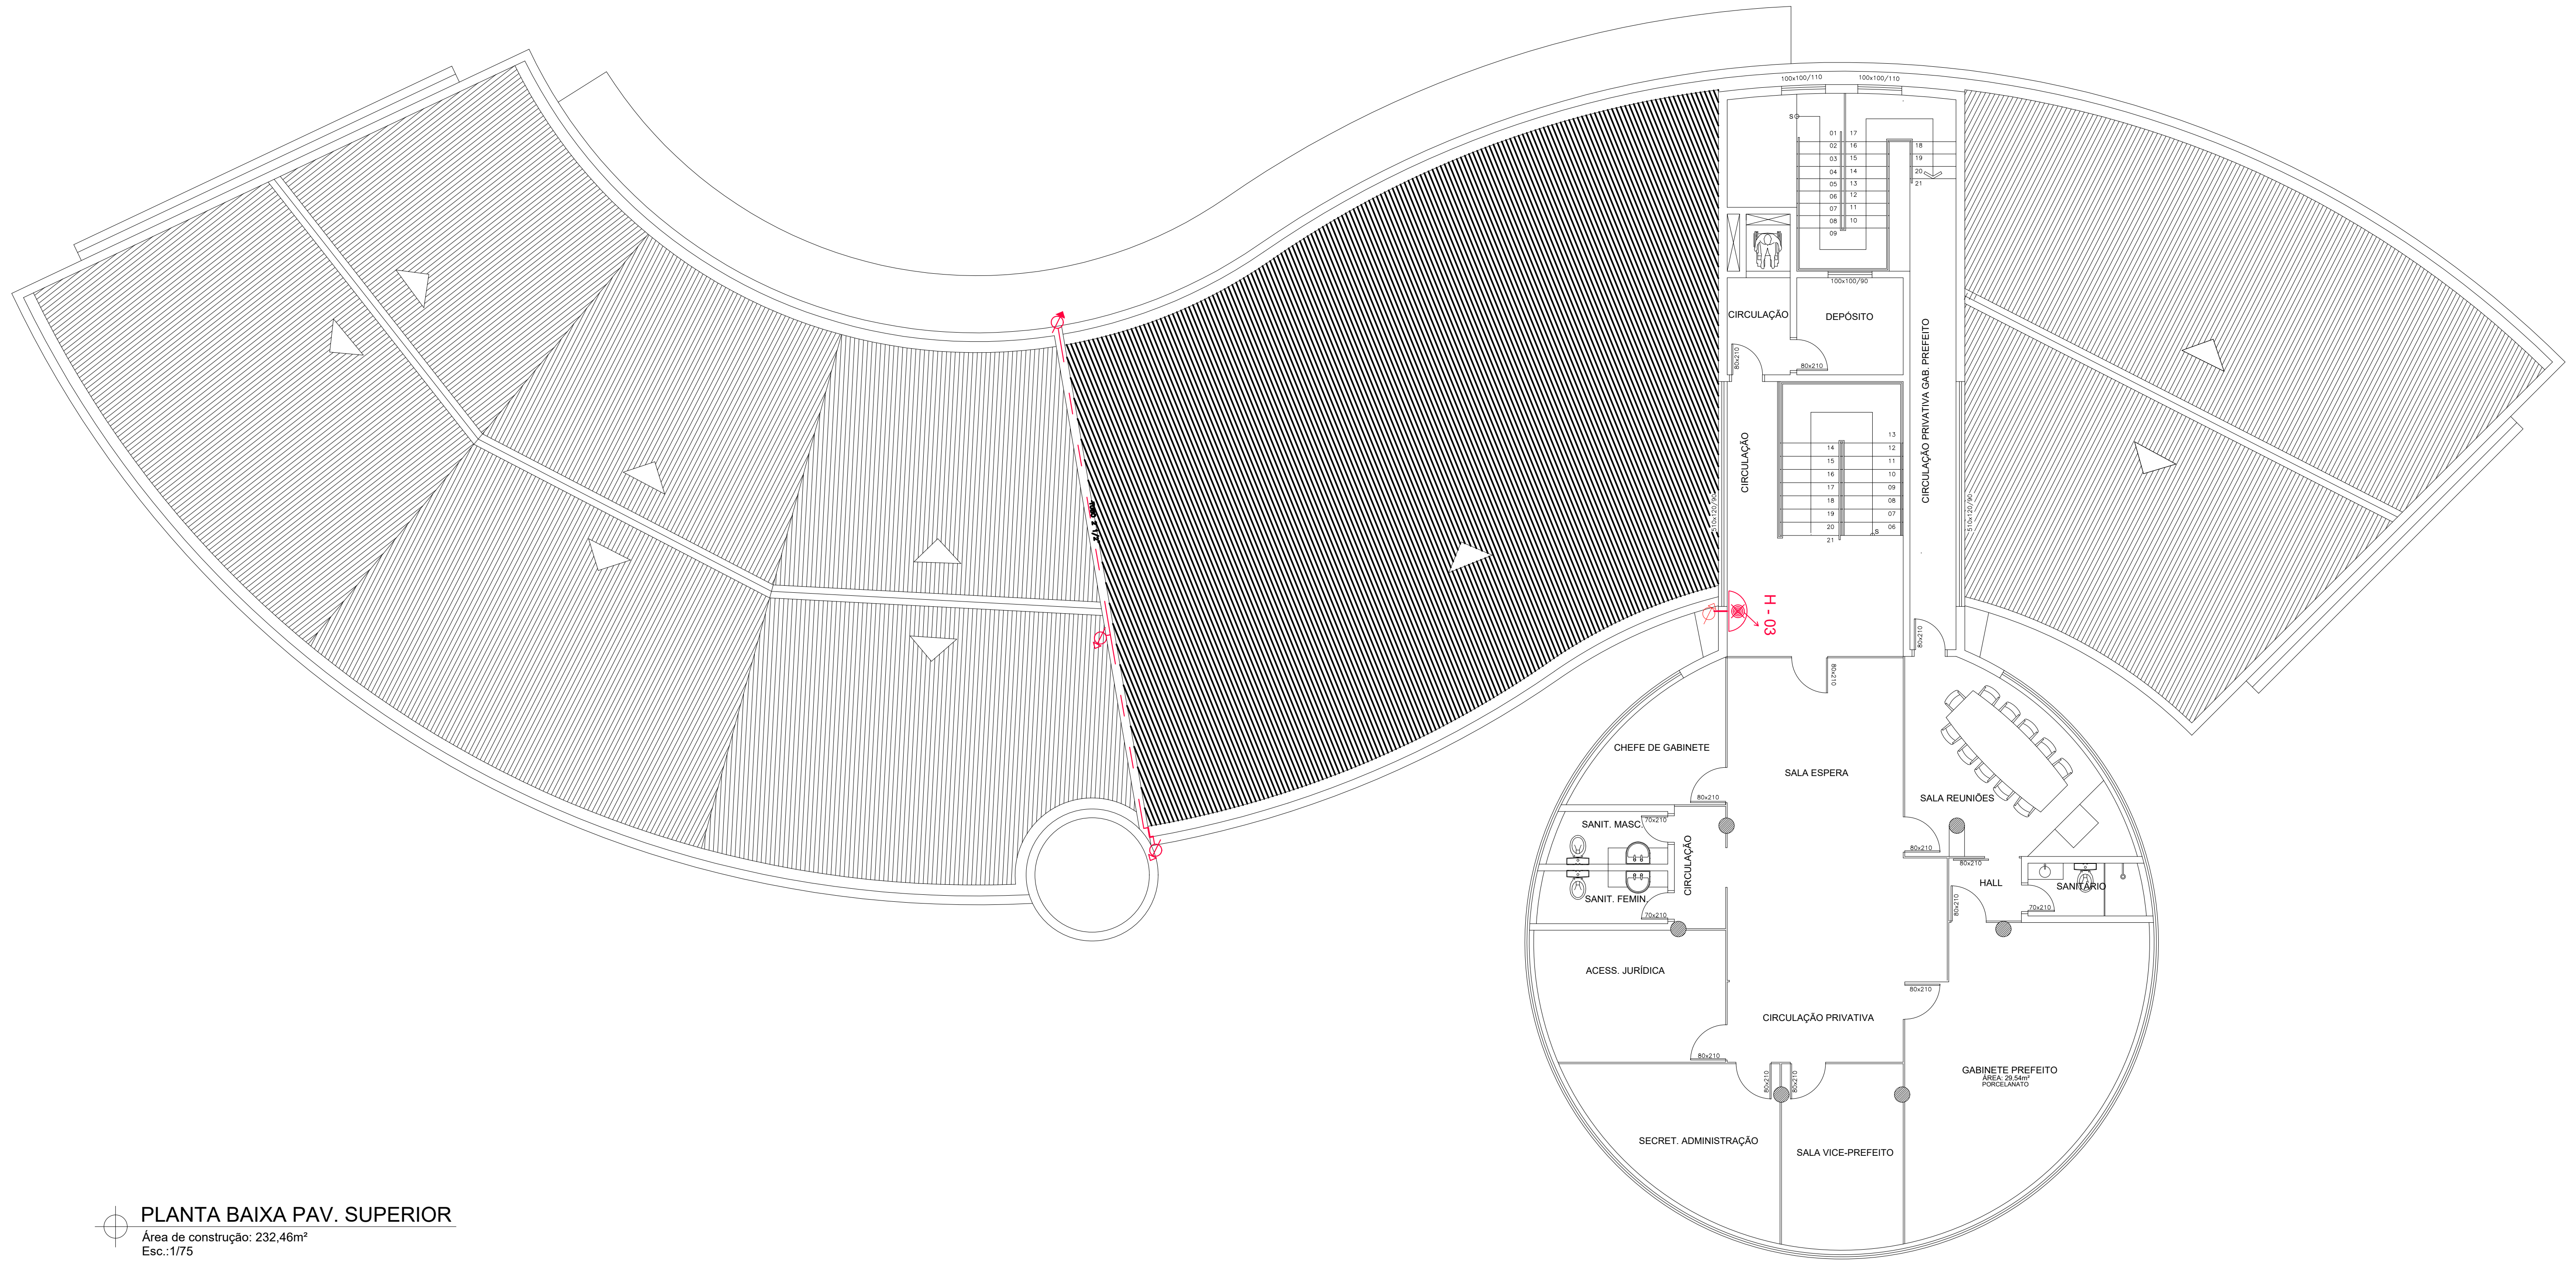 100x100/110
100x100/110
S
01
02
03
04
05
06
07
08
09
17
16
15
14
13
12
11
10
18
19
20
21
100x100/90
CIRCULAÇÃO
DEPÓSITO
80x210
80x210
CIRCULAÇÃO PRIVATIVA GAB. PREFEITO
CIRCULAÇÃO
14
15
16
17
18
19
20
21
13
12
11
10
09
08
07
06
S
510x120/90
510x120/90
H - 03
80x210
80x210
CHEFE DE GABINETE
SALA ESPERA
SALA REUNIÕES
80x210
SANIT. MASC.
70x210
CIRCULAÇÃO
80x210
80x210
HALL
SANITÁRIO
SANIT. FEMIN.
70x210
80x210
70x210
ACESS. JURÍDICA
80x210
CIRCULAÇÃO PRIVATIVA
80x210
80x210
80x210
GABINETE PREFEITO
ÁREA: 29,54m²
PORCELANATO
SECRET. ADMINISTRAÇÃO
SALA VICE-PREFEITO
PLANTA BAIXA PAV. SUPERIOR
Área de construção: 232,46m²
Esc.:1/75